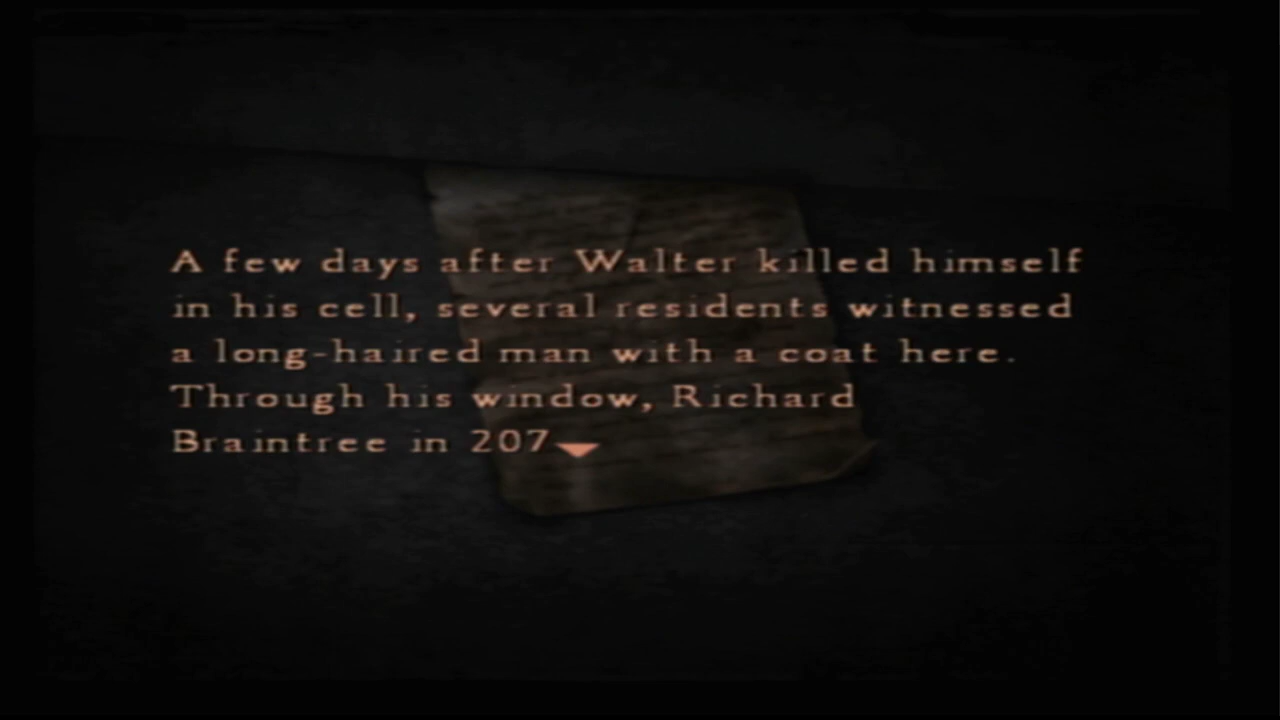 A few days after Walter killed himself
in his cell, several residents witnessed
a long-haired man with a coat here.
Through his window, Richard
Braintree in 207